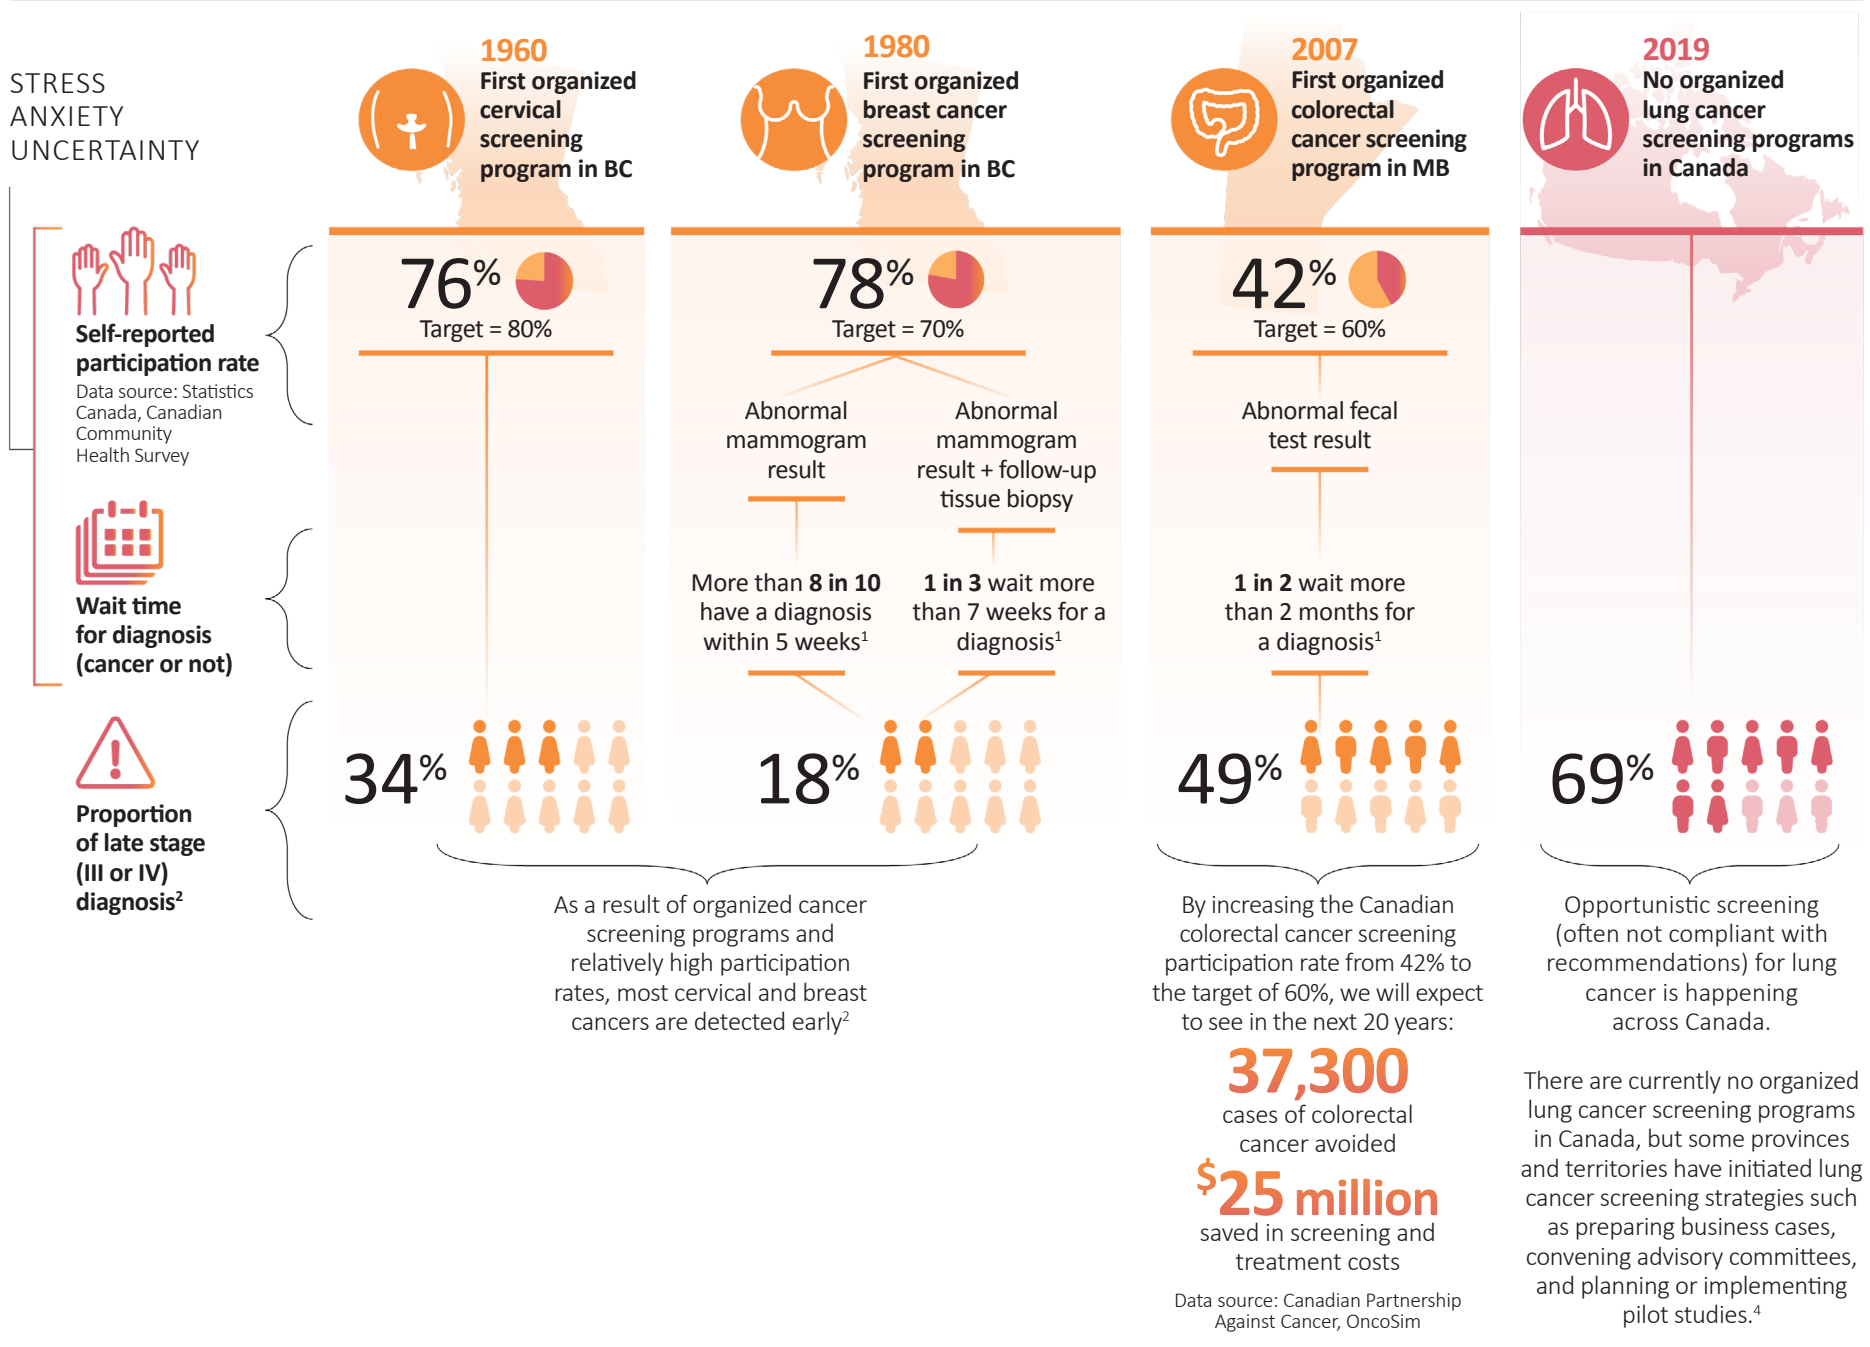 STRESS
ANXIETY
UNCERTAINTY
1960
First organized
cervical
screening
program in BC
1980
First organized
breast cancer
screening
program in BC
2007
First organized
colorectal
cancer screening
program in MB
2019
No organized
lung cancer
screening programs
in Canada
Self-reported
participation rate
Data source: Statistics
Canada, Canadian
Community
Health Survey
76%
Target = 80%
78%
Target = 70%
42%
Target = 60%
Abnormal
mammogram
result
Abnormal
mammogram
result + follow-up
tissue biopsy
Abnormal fecal
test result
Wait time
for diagnosis
(cancer or not)
More than 8 in 10
have a diagnosis
within 5 weeks¹
1 in 3 wait more
than 7 weeks for a
diagnosis¹
1 in 2 wait more
than 2 months for
a diagnosis¹
Proportion
of late stage
(III or IV)
diagnosis²
34%
18%
49%
69%
As a result of organized cancer
screening programs and
relatively high participation
rates, most cervical and breast
cancers are detected early²
By increasing the Canadian
colorectal cancer screening
participation rate from 42% to
the target of 60%, we will expect
to see in the next 20 years:
37,300
cases of colorectal
cancer avoided
$25 million
saved in screening and
treatment costs
Data source: Canadian Partnership
Against Cancer, OncoSim
Opportunistic screening
(often not compliant with
recommendations) for lung
cancer is happening
across Canada.
There are currently no organized
lung cancer screening programs
in Canada, but some provinces
and territories have initiated lung
cancer screening strategies such
as preparing business cases,
convening advisory committees,
and planning or implementing
pilot studies.⁴